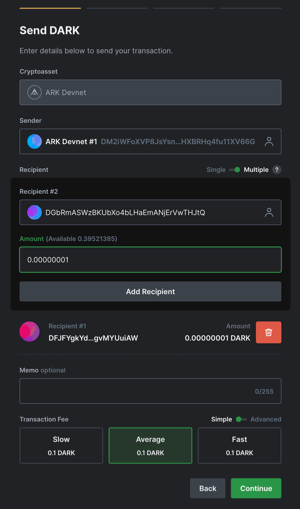 Send DARK
Enter details below to send your transaction.
Cryptoasset
ARK Devnet
Sender
ARK Devnet #1 DM2iWFoXVP8JsYsn...HXBRHq4fu11XV66G
Recipient Single Multiple ?
Recipient #2
DGbRmASWzBKUbXo4bLHaEmANjErVwTHJtQ
Amount (Available 0.39521385)
0.00000001
Add Recipient
Recipient #1 Amount
DFJFYgkYd...gvMYUuiAW 0.00000001 DARK
Memo optional
0/255
Transaction Fee Simple Advanced
Slow Average Fast
0.1 DARK 0.1 DARK 0.1 DARK
Back Continue